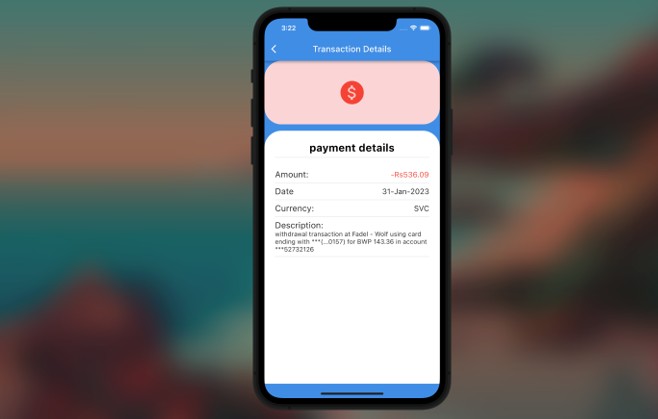 3:22
Transaction Details
$
payment details
Amount: -Rs536.09
Date 31-Jan-2023
Currency: SVC
Description:
withdrawal transaction at Fadel - Wolf using card
ending with ***(...0157) for BWP 143.36 in account
***52732126